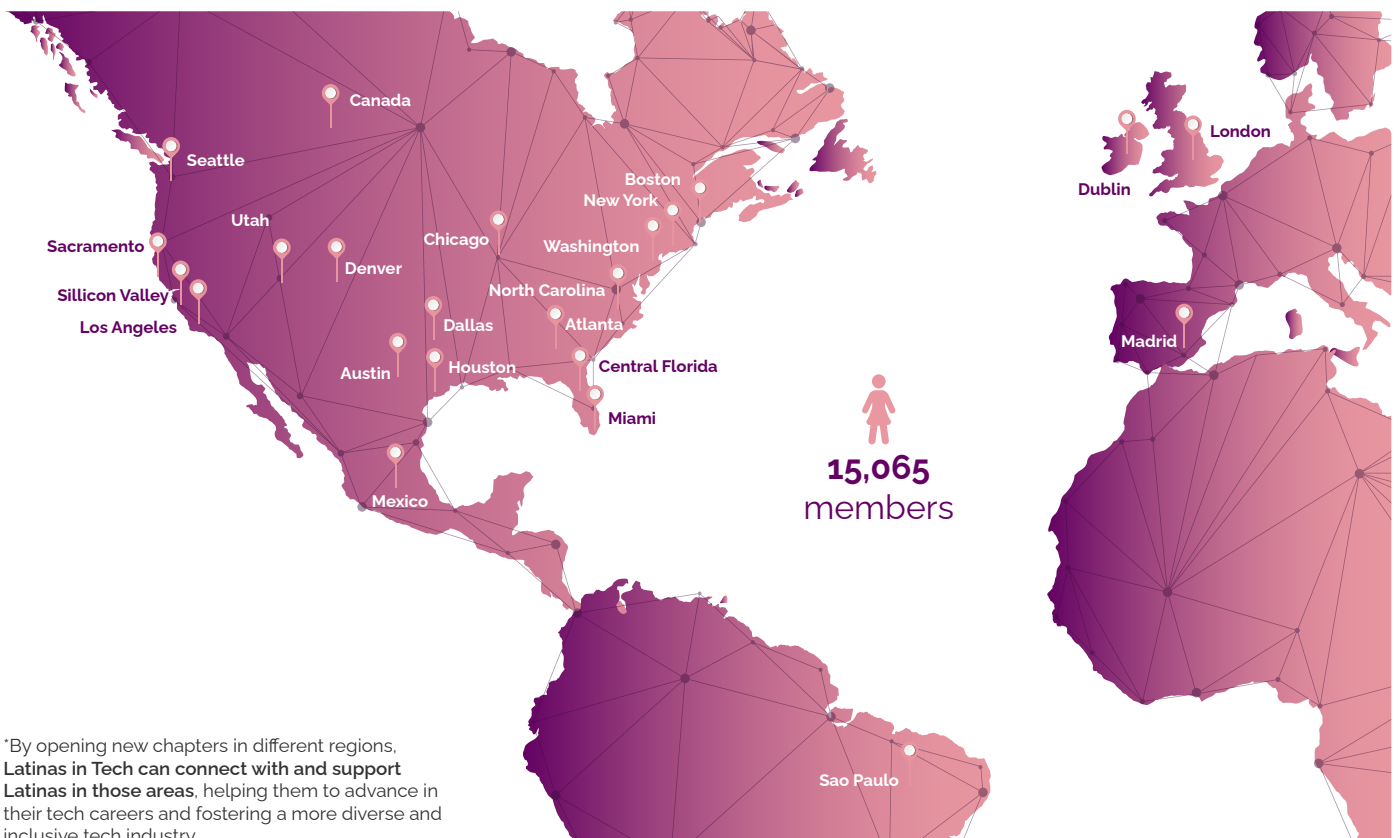 Canada
Seattle
Boston
New York
Utah
Chicago
Washington
Sacramento
Denver
North Carolina
Sillicon Valley
Los Angeles
Dallas
Atlanta
Austin
Houston
Central Florida
Miami
Mexico
London
Dublin
Madrid
15,065
members
Sao Paulo
*By opening new chapters in different regions,
Latinas in Tech can connect with and support
Latinas in those areas, helping them to advance in
their tech careers and fostering a more diverse and
inclusive tech industry